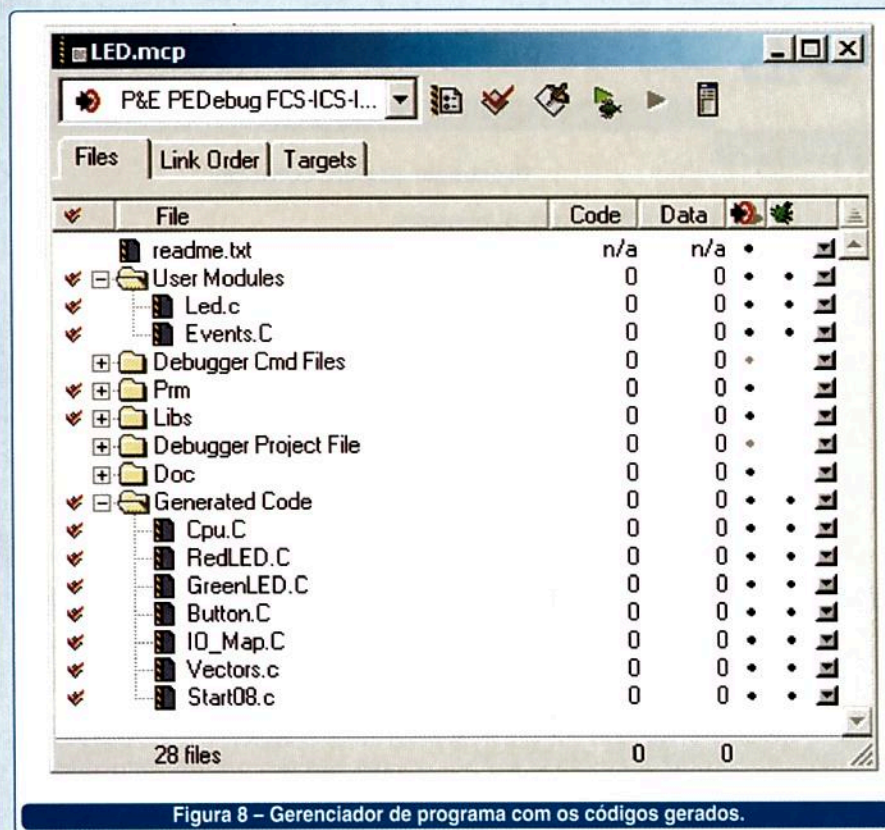 LED.mcp
P&E PEDebug FCS-ICS-I...
Files Link Order Targets
File Code Data
readme.txt n/a n/a
User Modules 0 0
Led.c 0 0
Events.C 0 0
Debugger Cmd Files 0 0
Prm 0 0
Libs 0 0
Debugger Project File 0 0
Doc 0 0
Generated Code 0 0
Cpu.C 0 0
RedLED.C 0 0
GreenLED.C 0 0
Button.C 0 0
IO_Map.C 0 0
Vectors.c 0 0
Start08.c 0 0
28 files 0 0
Figura 8 – Gerenciador de programa com os códigos gerados.